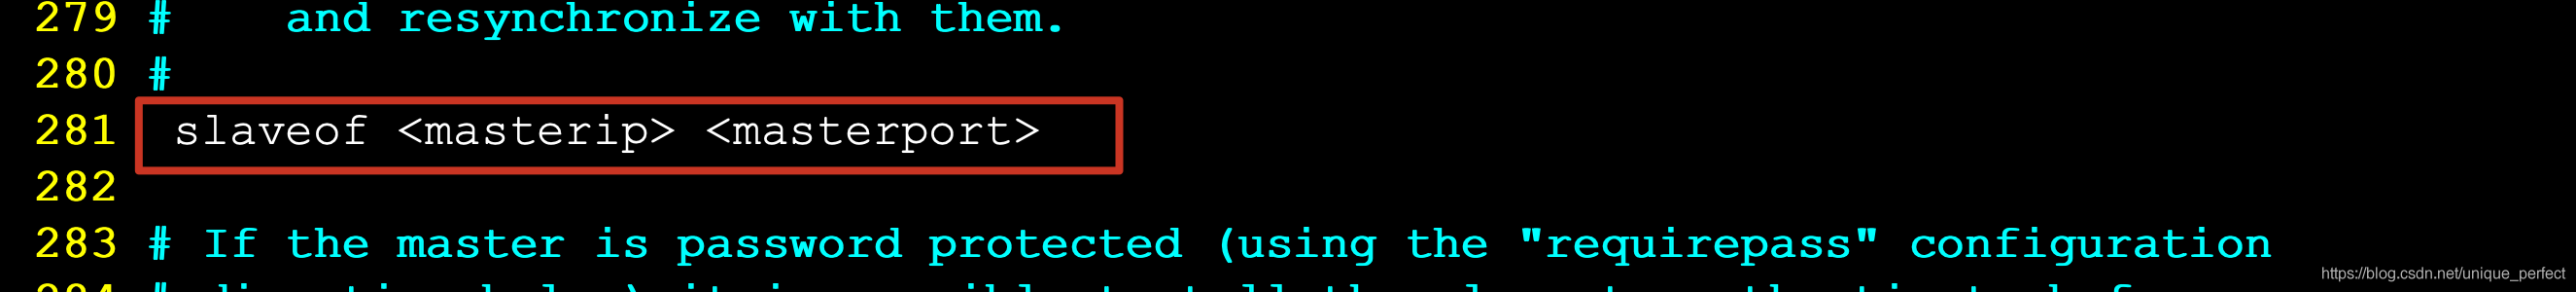 279 #    and resynchronize with them.
280 #
281  slaveof <masterip> <masterport>
282
283 # If the master is password protected (using the "requirepass" configuration
https://blog.csdn.net/unique_perfect